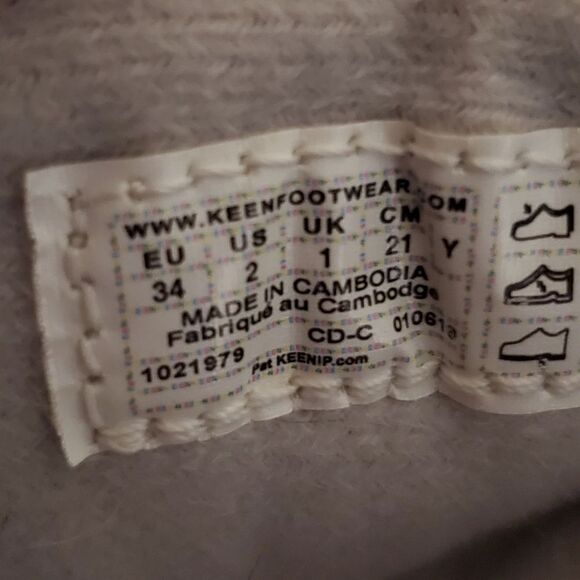 WWW.KEENFOOTWEAR.COM
EU US UK CM
34 2 1 21 Y
MADE IN CAMBODIA
Fabriqué au Cambodge
CD-C 010613
1021979
Pat KEENIP.com